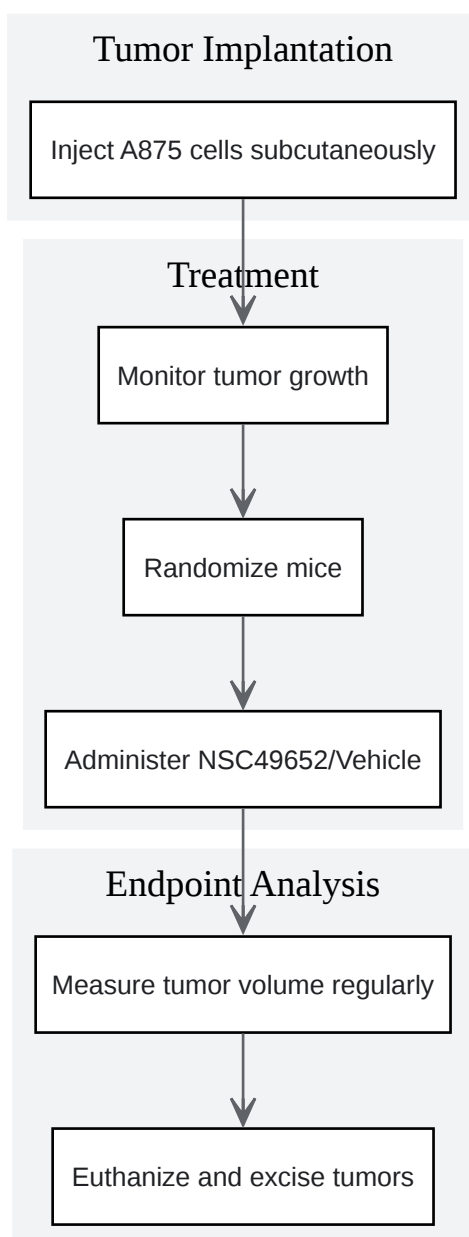 Tumor Implantation
Inject A875 cells subcutaneously
Treatment
Monitor tumor growth
Randomize mice
Administer NSC49652/Vehicle
Endpoint Analysis
Measure tumor volume regularly
Euthanize and excise tumors